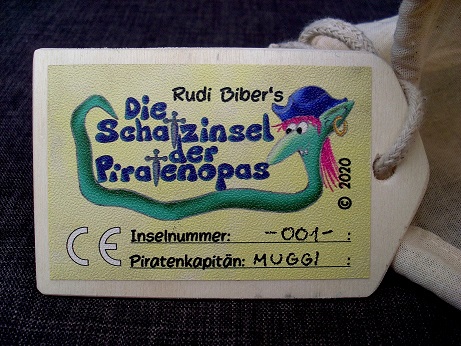 Rudi Biber's
Die
Schatzinsel
der
Piratenopas
© 2020
CE Inselnummer: -001- :
Piratenkapitän: MUGGI :